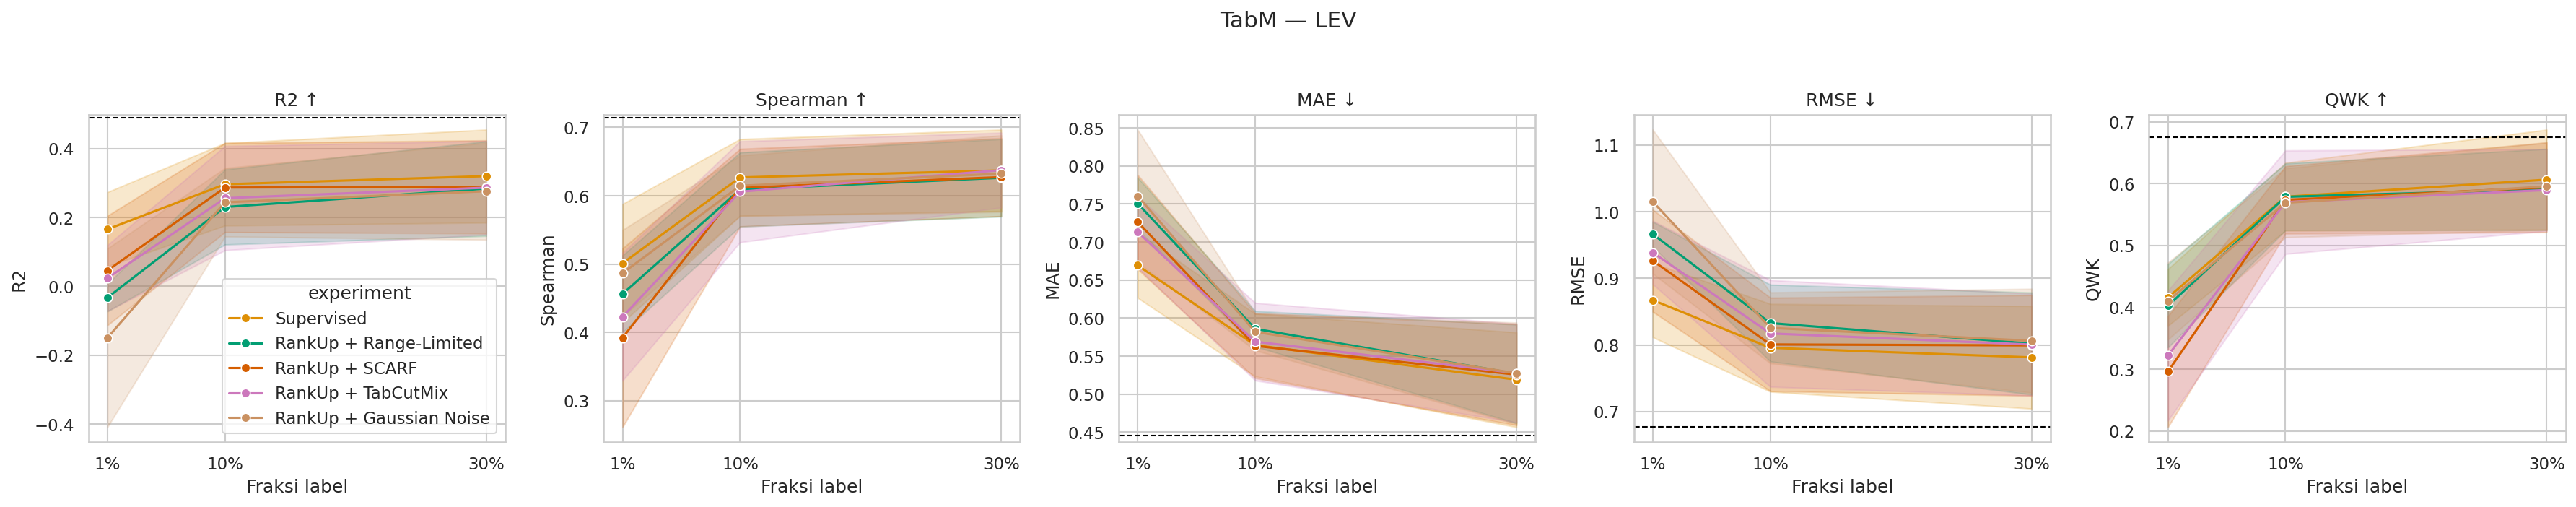 TabM — LEV
R2 ↑
R2
0.4
0.2
0.0
−0.2
−0.4
1%
10%
30%
Fraksi label
experiment
Supervised
RankUp + Range-Limited
RankUp + SCARF
RankUp + TabCutMix
RankUp + Gaussian Noise
Spearman ↑
Spearman
0.7
0.6
0.5
0.4
0.3
1%
10%
30%
Fraksi label
MAE ↓
MAE
0.85
0.80
0.75
0.70
0.65
0.60
0.55
0.50
0.45
1%
10%
30%
Fraksi label
RMSE ↓
RMSE
1.1
1.0
0.9
0.8
0.7
1%
10%
30%
Fraksi label
QWK ↑
QWK
0.7
0.6
0.5
0.4
0.3
0.2
1%
10%
30%
Fraksi label